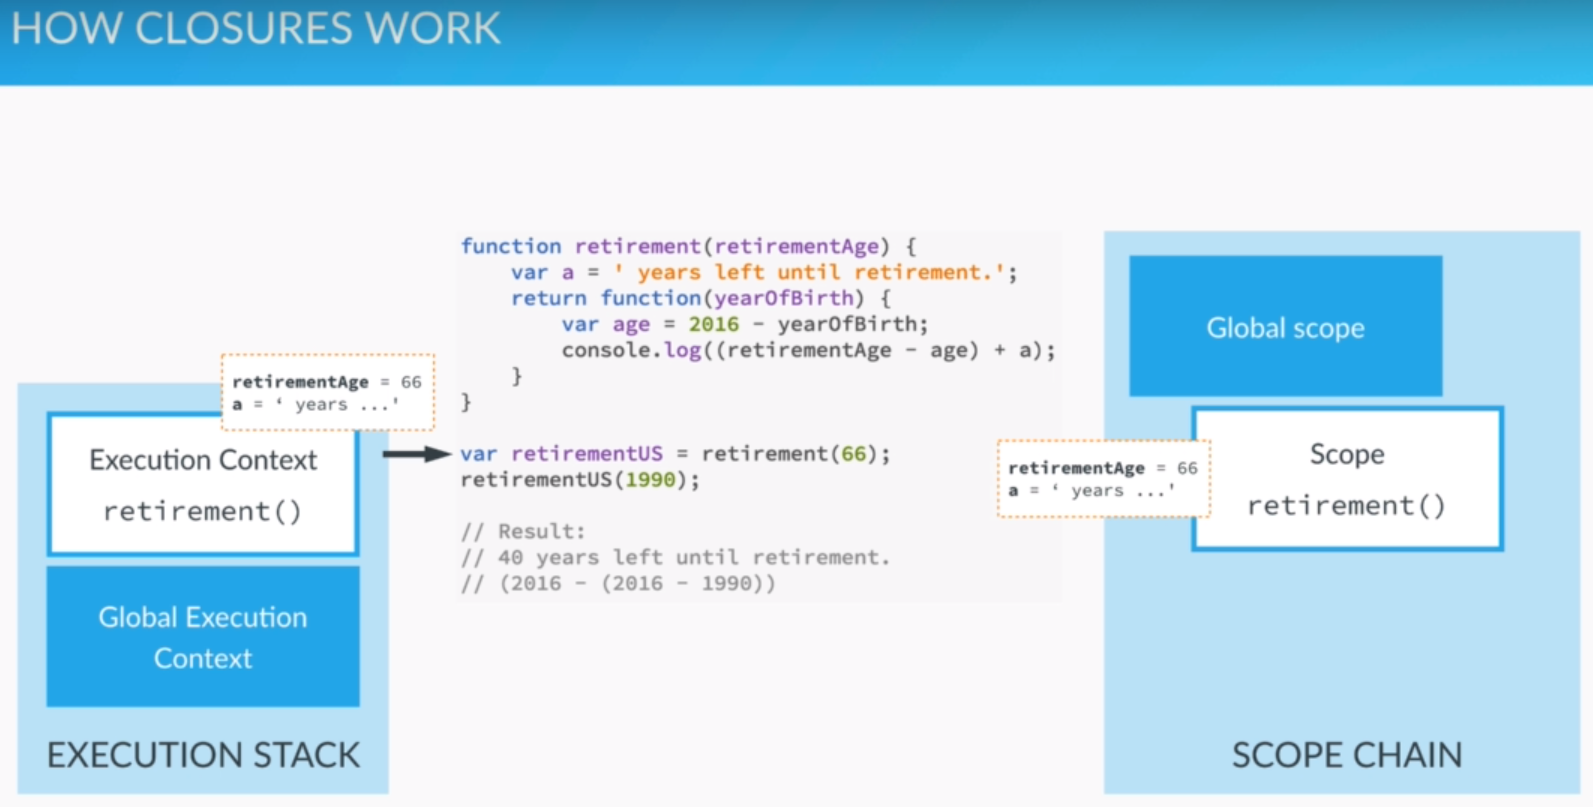 HOW CLOSURES WORK
function retirement(retirementAge) {
var a = ' years left until retirement.';
return function(yearOfBirth) {
var age = 2016 - yearOfBirth;
console.log((retirementAge - age) + a);
}
}
var retirementUS = retirement(66);
retirementUS(1990);
// Result:
// 40 years left until retirement.
// (2016 - (2016 - 1990))
retirementAge = 66
a = ‘ years ...'
Execution Context
retirement()
Global Execution
Context
EXECUTION STACK
Global scope
retirementAge = 66
a = ‘ years ...'
Scope
retirement()
SCOPE CHAIN